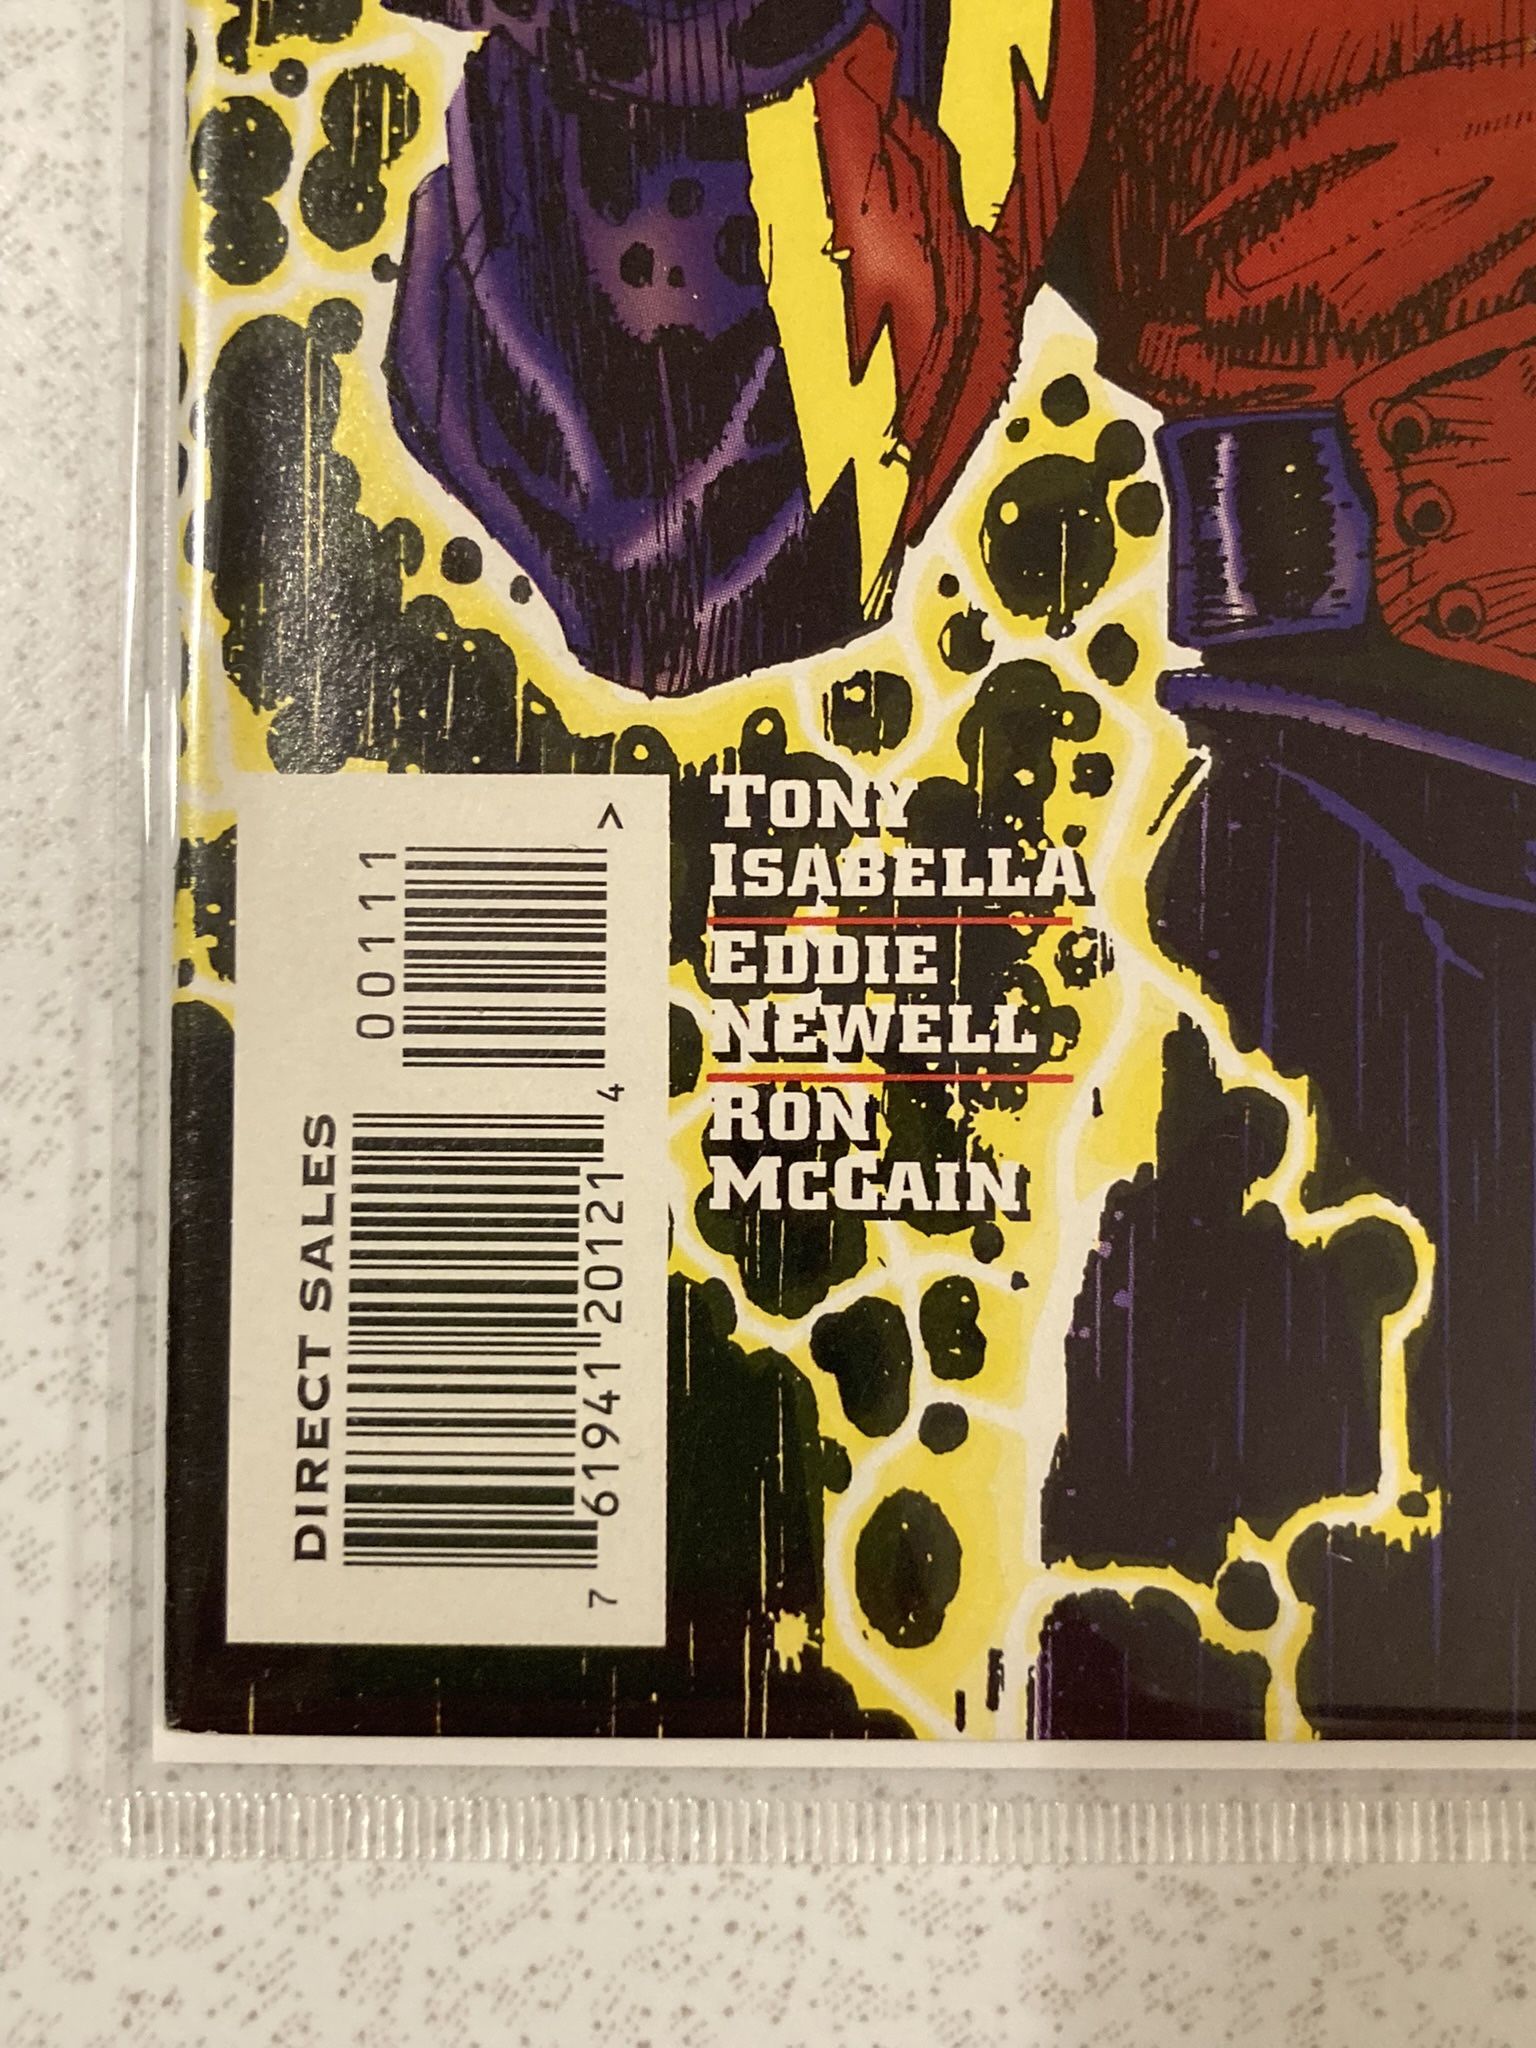 TONY
ISABELLA
EDDIE
NEWELL
RON
MCCAIN
DIRECT SALES
00111 >
7 61941 20121 4